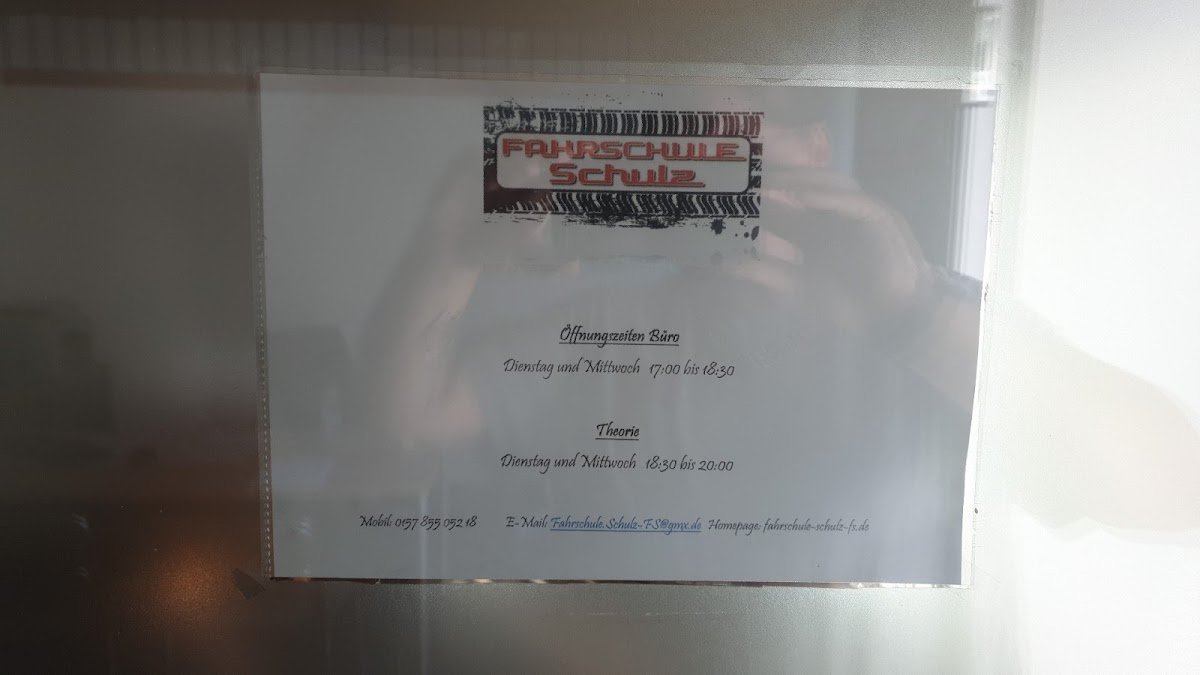 FAHRSCHULE
Schulz
Öffnungszeiten Büro
Dienstag und Mittwoch 17:00 bis 18:30
Theorie
Dienstag und Mittwoch 18:30 bis 20:00
Mobil: 0157 855 052 18 E-Mail: Fahrschule.Schulz-FS@gmx.de Homepage: fahrschule-schulz-fs.de